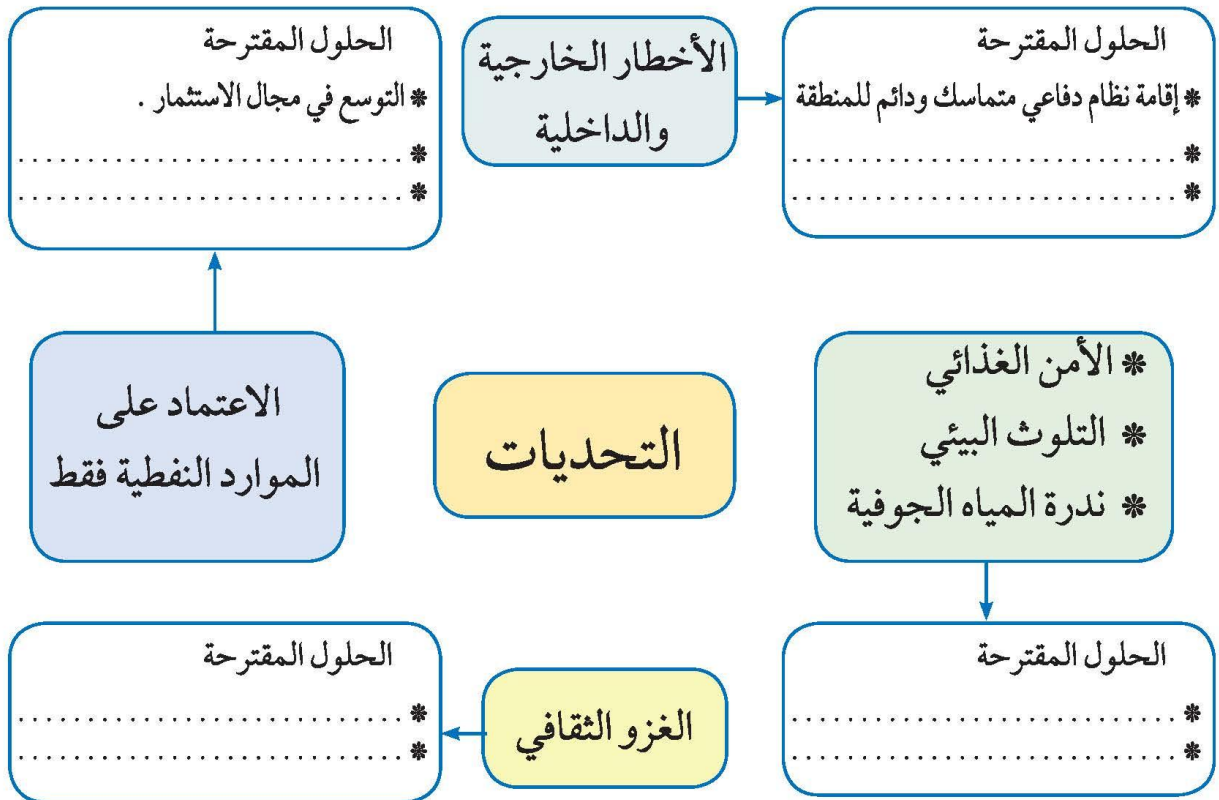 الحلول المقترحة
❋ إقامة نظام دفاعي متماسك ودائم للمنطقة
❋ ............................
❋ ............................
الأخطار الخارجية
والداخلية
الحلول المقترحة
❋ التوسع في مجال الاستثمار .
❋ ............................
❋ ............................
❋ الأمن الغذائي
❋ التلوث البيئي
❋ ندرة المياه الجوفية
التحديات
الاعتماد على
الموارد النفطية فقط
الحلول المقترحة
❋ ............................
❋ ............................
الغزو الثقافي
الحلول المقترحة
❋ ............................
❋ ............................